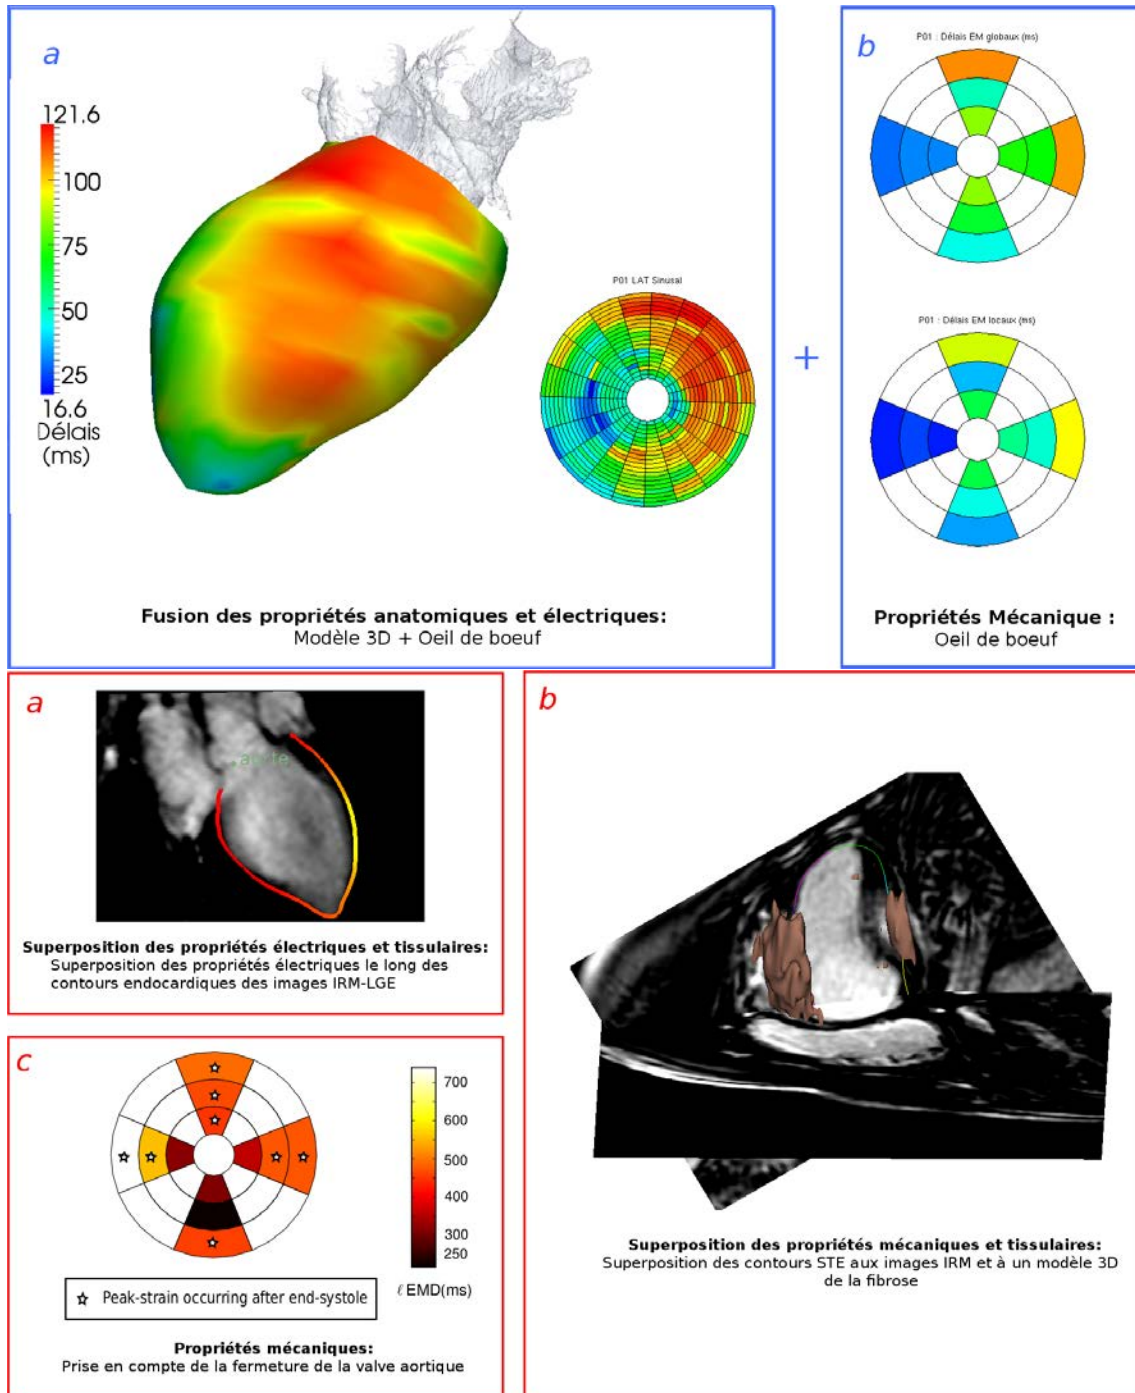 a
121.6
100
75
50
25
16.6
Délais
(ms)
P01 LAT Sinusal
Fusion des propriétés anatomiques et électriques:
Modèle 3D + Oeil de boeuf
+
b
P01 : Délais EM globaux (ms)
P01 : Délais EM locaux (ms)
Propriétés Mécanique :
Oeil de boeuf
a
aorte
Superposition des propriétés électriques et tissulaires:
Superposition des propriétés électriques le long des
contours endocardiques des images IRM-LGE
b
Superposition des propriétés mécaniques et tissulaires:
Superposition des contours STE aux images IRM et à un modèle 3D
de la fibrose
c
700
600
500
400
300
250
ℓ EMD(ms)
☆ Peak-strain occurring after end-systole
Propriétés mécaniques:
Prise en compte de la fermeture de la valve aortique